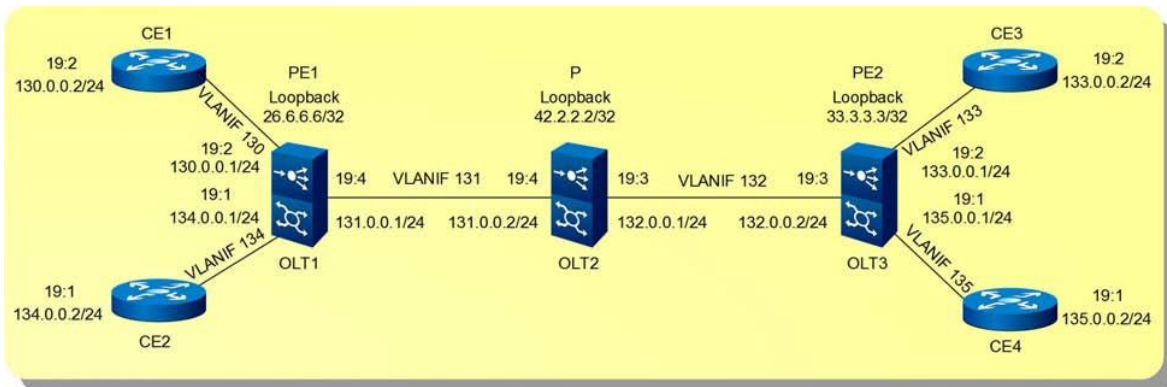 CE1
19:2
130.0.0.2/24
VLANIF 130
PE1
Loopback
26.6.6.6/32
19:2
130.0.0.1/24
19:1
134.0.0.1/24
VLANIF 134
OLT1
19:1
134.0.0.2/24
CE2
19:4
VLANIF 131
19:4
131.0.0.1/24
131.0.0.2/24
P
Loopback
42.2.2.2/32
OLT2
19:3
VLANIF 132
19:3
132.0.0.1/24
132.0.0.2/24
PE2
Loopback
33.3.3.3/32
OLT3
CE3
19:2
133.0.0.2/24
VLANIF 133
19:2
133.0.0.1/24
19:1
135.0.0.1/24
VLANIF 135
19:1
135.0.0.2/24
CE4